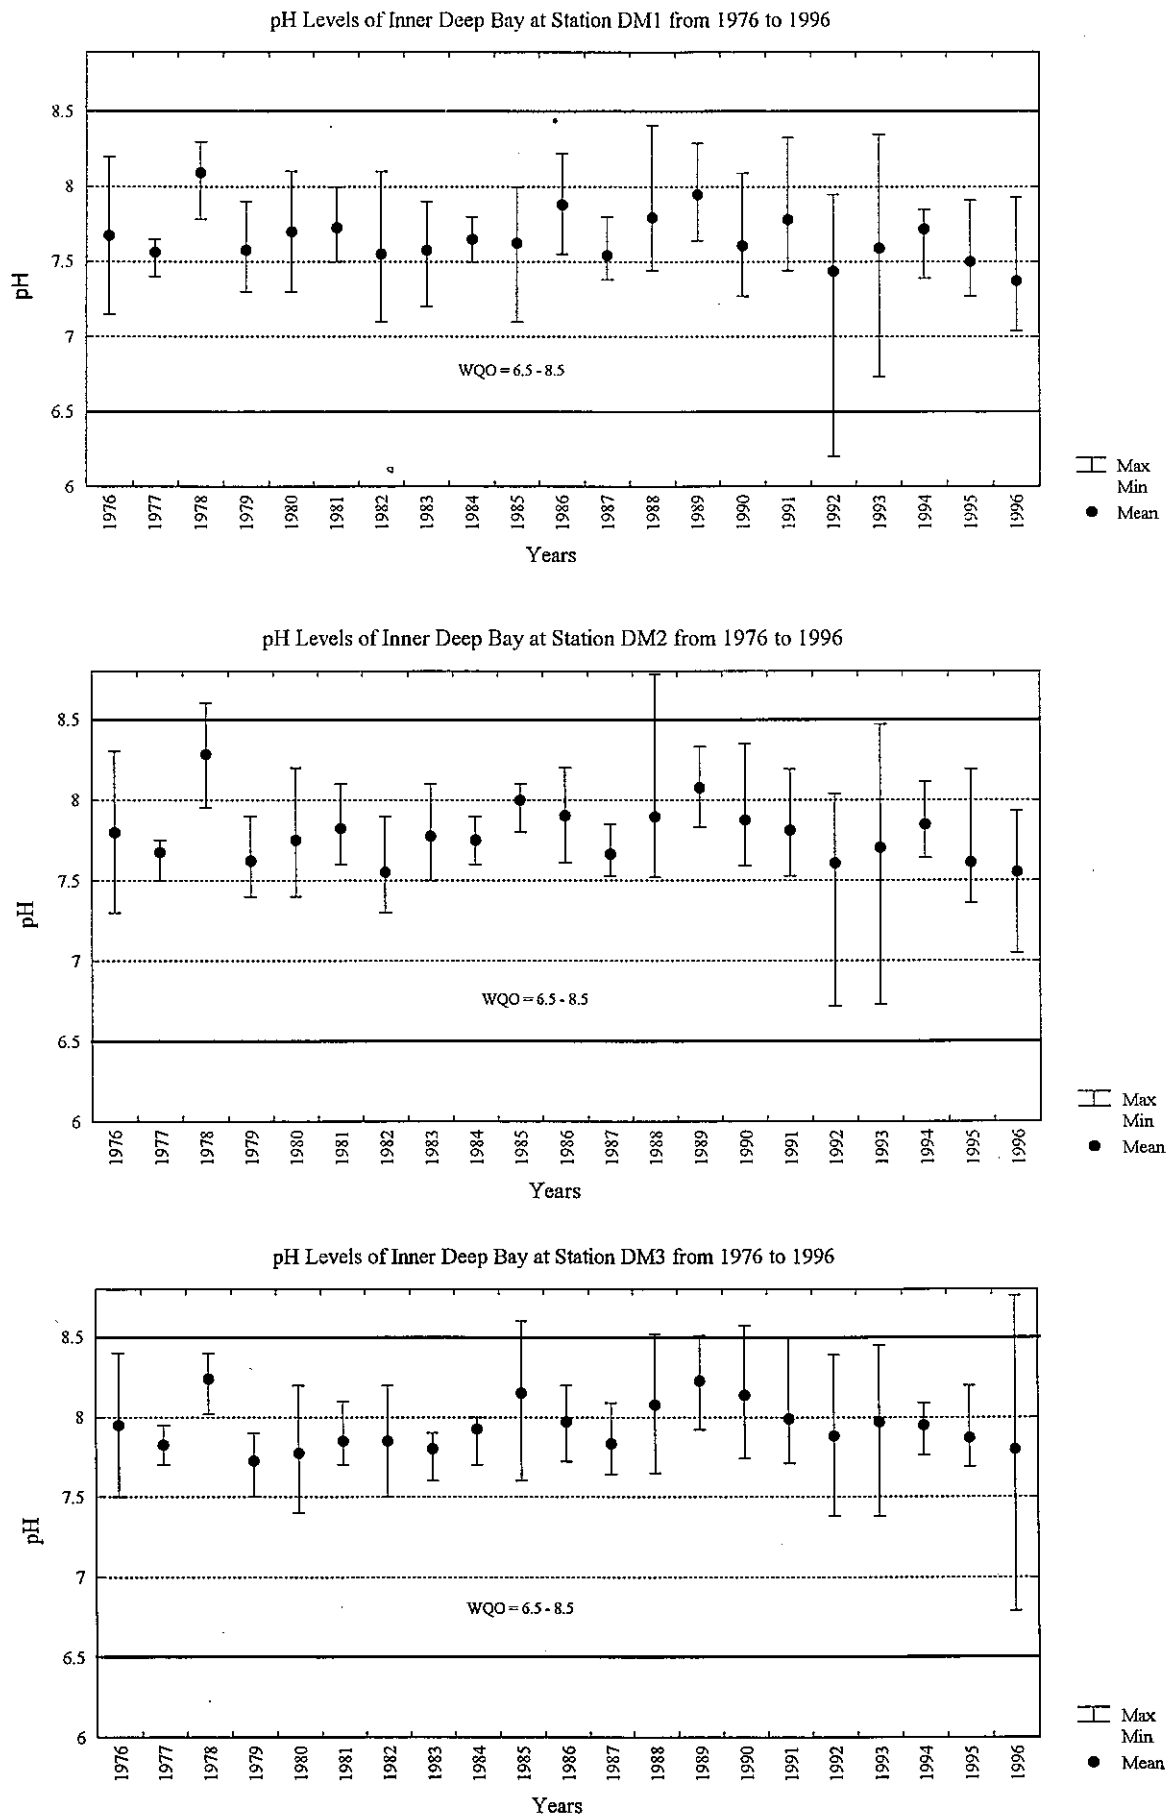 pH Levels of Inner Deep Bay at Station DM1 from 1976 to 1996
8.5
8
7.5
7
6.5
6
pH
WQO = 6.5 - 8.5
1976 1977 1978 1979 1980 1981 1982 1983 1984 1985 1986 1987 1988 1989 1990 1991 1992 1993 1994 1995 1996
Years
Max
Min
Mean
pH Levels of Inner Deep Bay at Station DM2 from 1976 to 1996
8.5
8
7.5
7
6.5
6
pH
WQO = 6.5 - 8.5
1976 1977 1978 1979 1980 1981 1982 1983 1984 1985 1986 1987 1988 1989 1990 1991 1992 1993 1994 1995 1996
Years
Max
Min
Mean
pH Levels of Inner Deep Bay at Station DM3 from 1976 to 1996
8.5
8
7.5
7
6.5
6
pH
WQO = 6.5 - 8.5
1976 1977 1978 1979 1980 1981 1982 1983 1984 1985 1986 1987 1988 1989 1990 1991 1992 1993 1994 1995 1996
Years
Max
Min
Mean